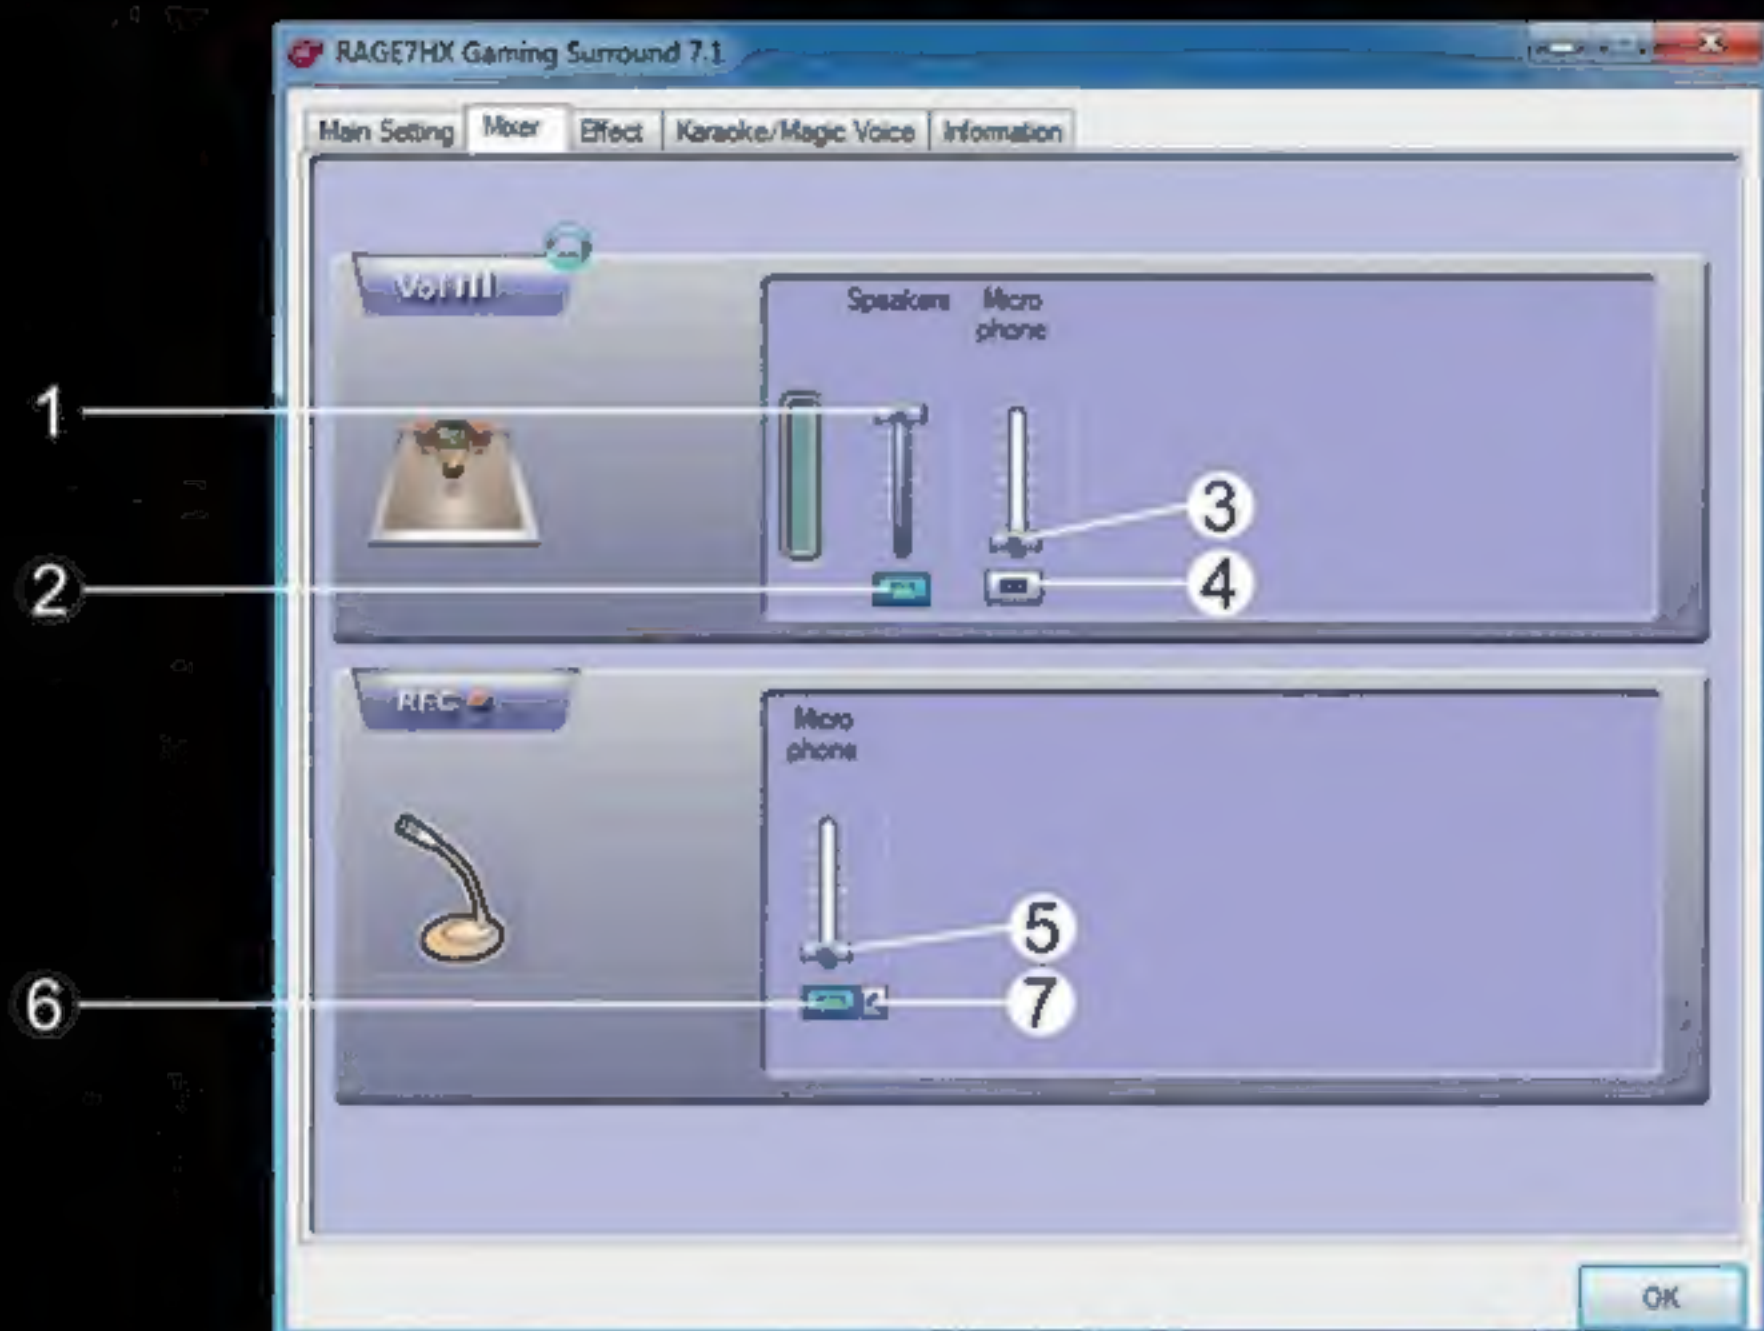 RAGE7HX Gaming Surround 7.1
Main Setting
Mixer
Effect
Karaoke/Magic Voice
Information
Vol
Speakers
Micro
phone
1
3
2
4
REC
Micro
phone
5
6
7
OK